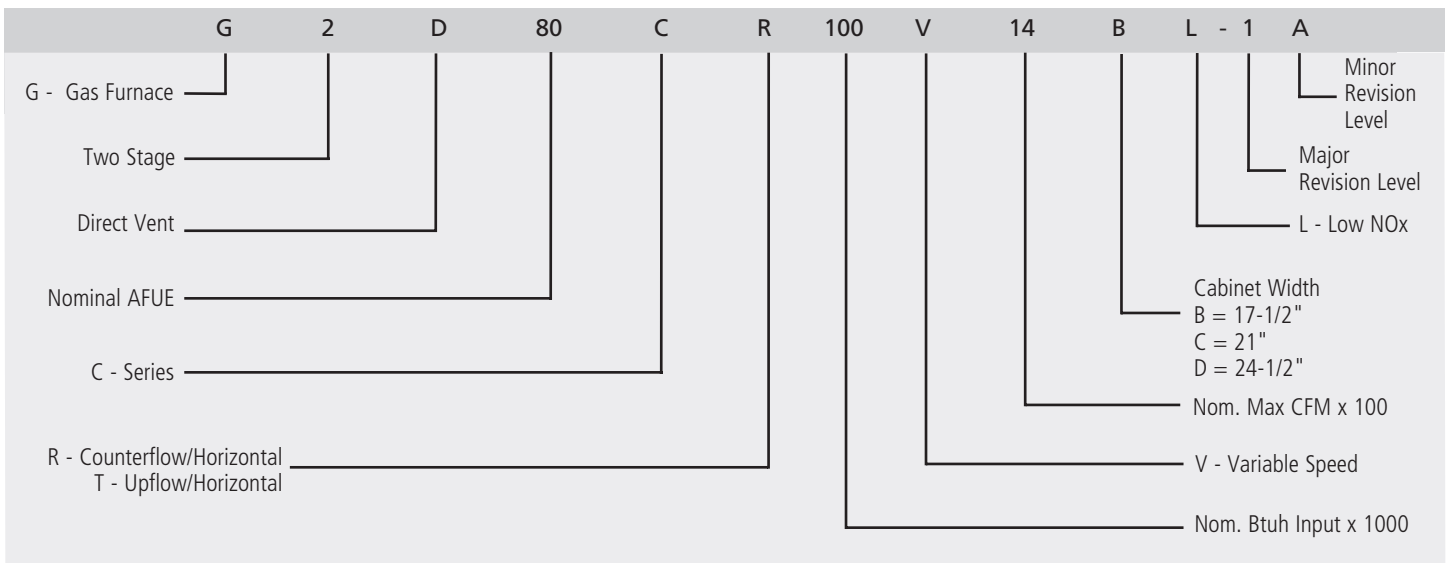 G 2 D 80 C R 100 V 14 B L - 1 A
G - Gas Furnace
Two Stage
Direct Vent
Nominal AFUE
C - Series
R - Counterflow/Horizontal
T - Upflow/Horizontal
Minor
Revision
Level
Major
Revision Level
L - Low NOx
Cabinet Width
B = 17-1/2"
C = 21"
D = 24-1/2"
Nom. Max CFM x 100
V - Variable Speed
Nom. Btuh Input x 1000